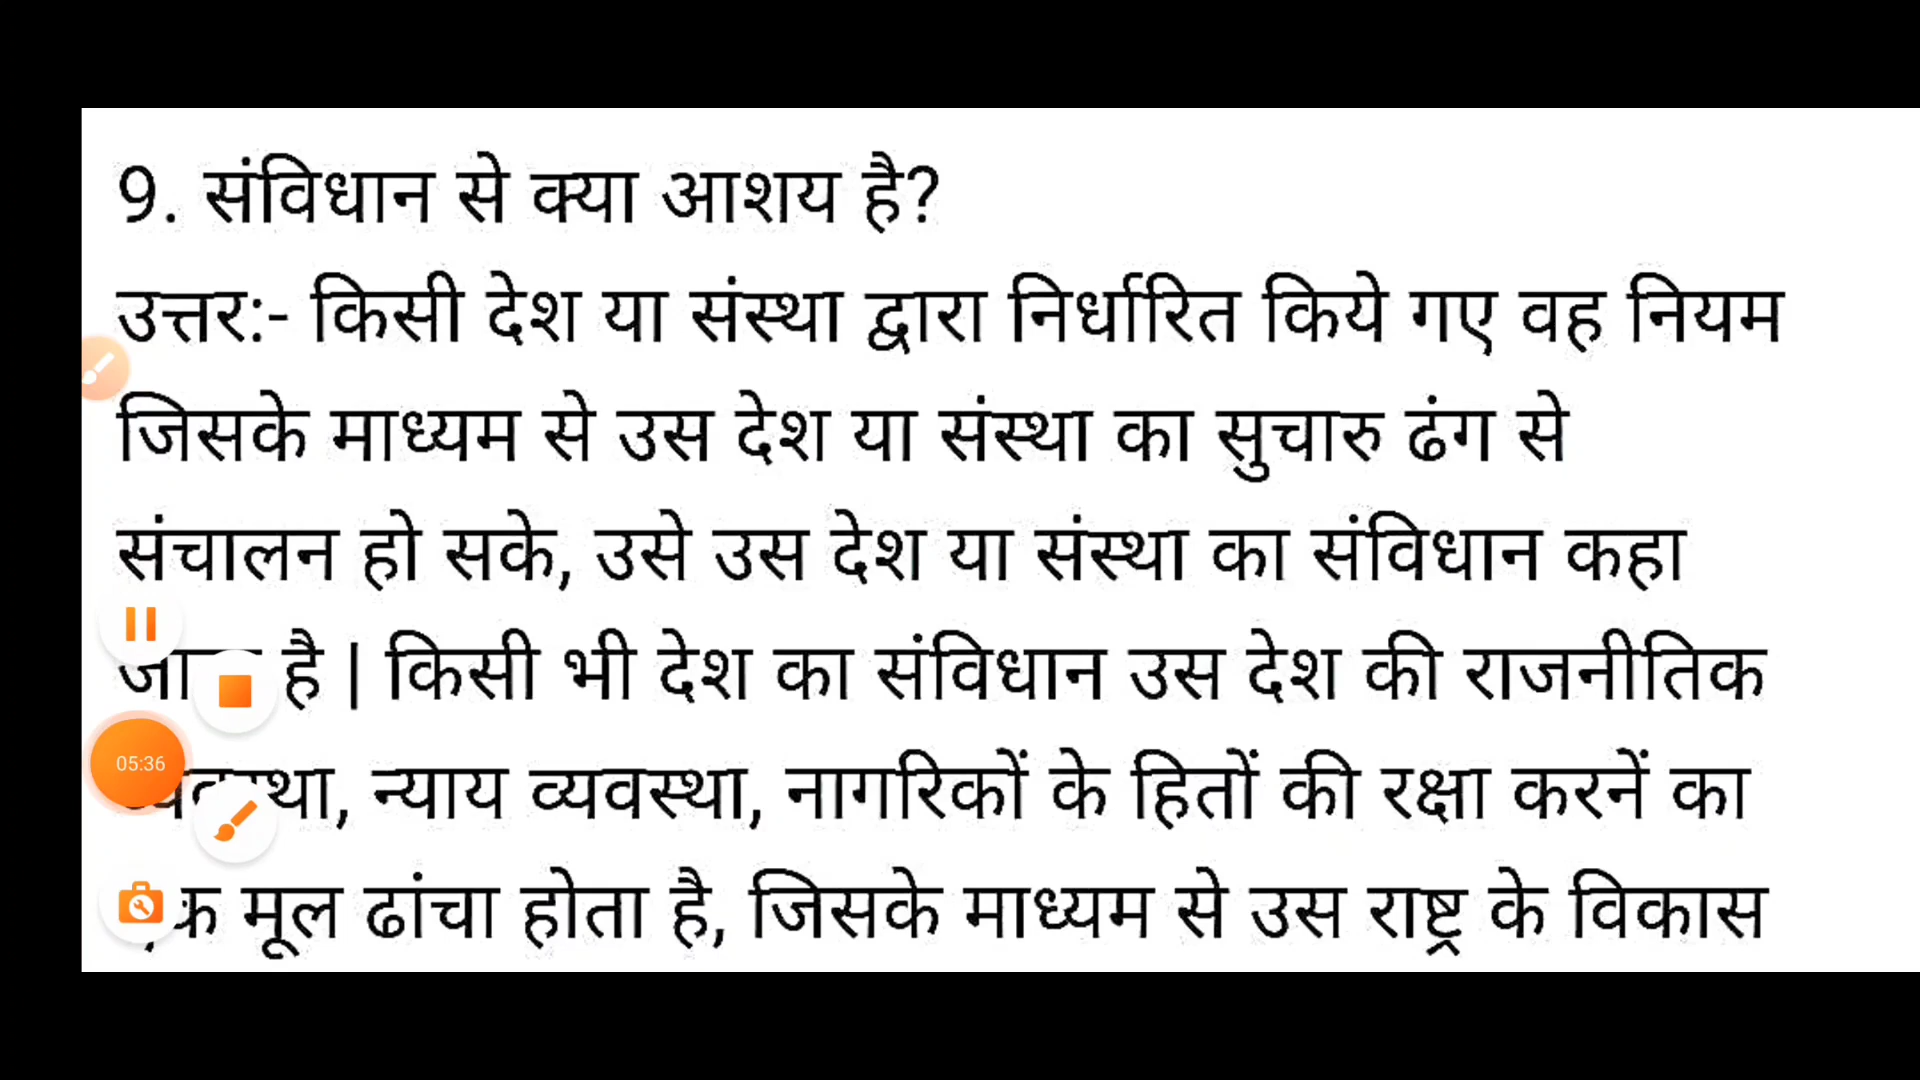 9. संविधान से क्या आशय है?
उत्तर:- किसी देश या संस्था द्वारा निर्धारित किये गए वह नियम
जिसके माध्यम से उस देश या संस्था का सुचारु ढंग से
संचालन हो सके, उसे उस देश या संस्था का संविधान कहा
है | किसी भी देश का संविधान उस देश की राजनीतिक
न्याय व्यवस्था, नागरिकों के हितों की रक्षा करनें का
05:36
मूल ढांचा होता है, जिसके माध्यम से उस राष्ट्र के विकास